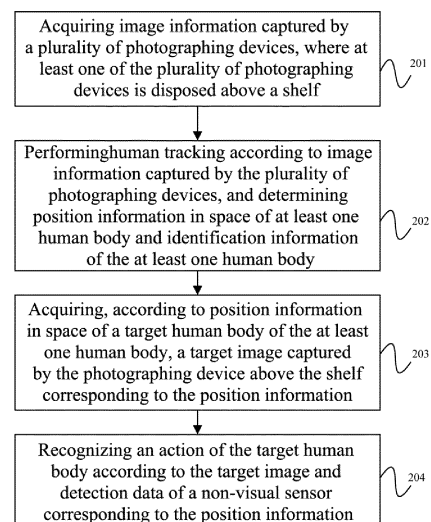 Acquiring image information captured by
a plurality of photographing devices, where at
least one of the plurality of photographing
devices is disposed above a shelf
201
Performinghuman tracking according to image
information captured by the plurality of
photographing devices, and determining
position information in space of at least one
human body and identification information
of the at least one human body
202
Acquiring, according to position information
in space of a target human body of the at least
one human body, a target image captured
by the photographing device above the shelf
corresponding to the position information
203
Recognizing an action of the target human
body according to the target image and
detection data of a non-visual sensor
corresponding to the position information
204